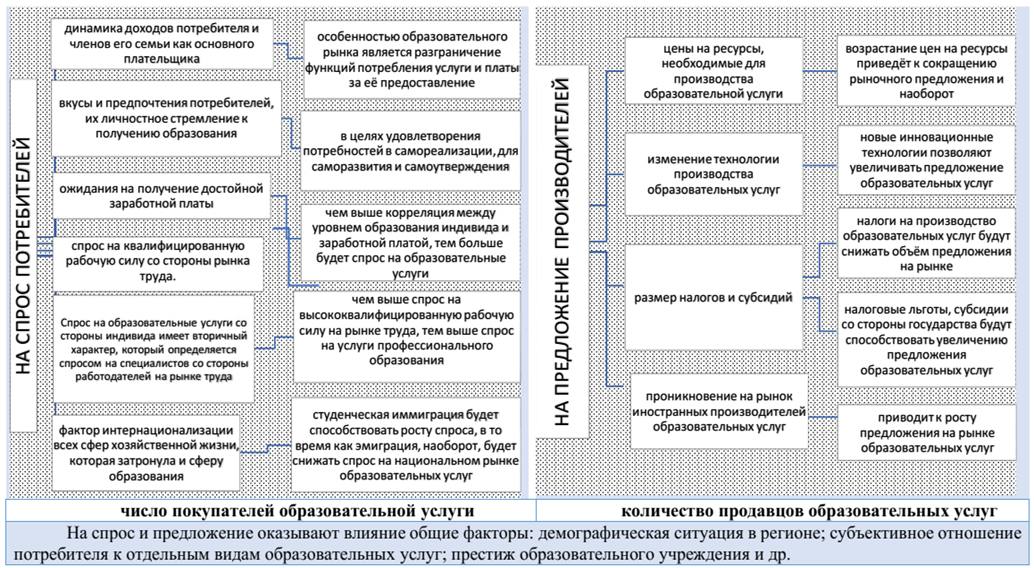 НА СПРОС ПОТРЕБИТЕЛЕЙ
динамика доходов потребителя и
членов его семьи как основного
плательщика
особенностью образовательного
рынка является разграничение
функций потребления услуги и платы
за её предоставление
вкусы и предпочтения потребителей,
их личностное стремление к
получению образования
в целях удовлетворения
потребностей в самореализации, для
саморазвития и самоутверждения
ожидания на получение достойной
заработной платы
чем выше корреляция между
уровнем образования индивида и
заработной платой, тем больше
будет спрос на образовательные
услуги
спрос на квалифицированную
рабочую силу со стороны рынка
труда.
чем выше спрос на
высококвалифицированную рабочую
силу на рынке труда, тем выше спрос
на услуги профессионального
образования
Спрос на образовательные услуги со
стороны индивида имеет вторичный
характер, который определяется
спросом на специалистов со стороны
работодателей на рынке труда
фактор интернационализации
всех сфер хозяйственной жизни,
которая затронула и сферу
образования
студенческая иммиграция будет
способствовать росту спроса, в то
время как эмиграция, наоборот, будет
снижать спрос на национальном рынке
образовательных услуг
НА ПРЕДЛОЖЕНИЕ ПРОИЗВОДИТЕЛЕЙ
цены на ресурсы,
необходимые для
производства
образовательной услуги
возрастание цен на ресурсы
приведёт к сокращению
рыночного предложения и
наоборот
изменение технологии
производства
образовательных услуг
новые инновационные
технологии позволяют
увеличивать предложение
образовательных услуг
размер налогов и субсидий
налоги на производство
образовательных услуг будут
снижать объём предложения
на рынке
налоговые льготы, субсидии
со стороны государства будут
способствовать увеличению
предложения
образовательных услуг
проникновение на рынок
иностранных производителей
образовательных услуг
приводит к росту
предложения на рынке
образовательных услуг
число покупателей образовательной услуги
количество продавцов образовательных услуг
На спрос и предложение оказывают влияние общие факторы: демографическая ситуация в регионе; субъективное отношение
потребителя к отдельным видам образовательных услуг; престиж образовательного учреждения и др.